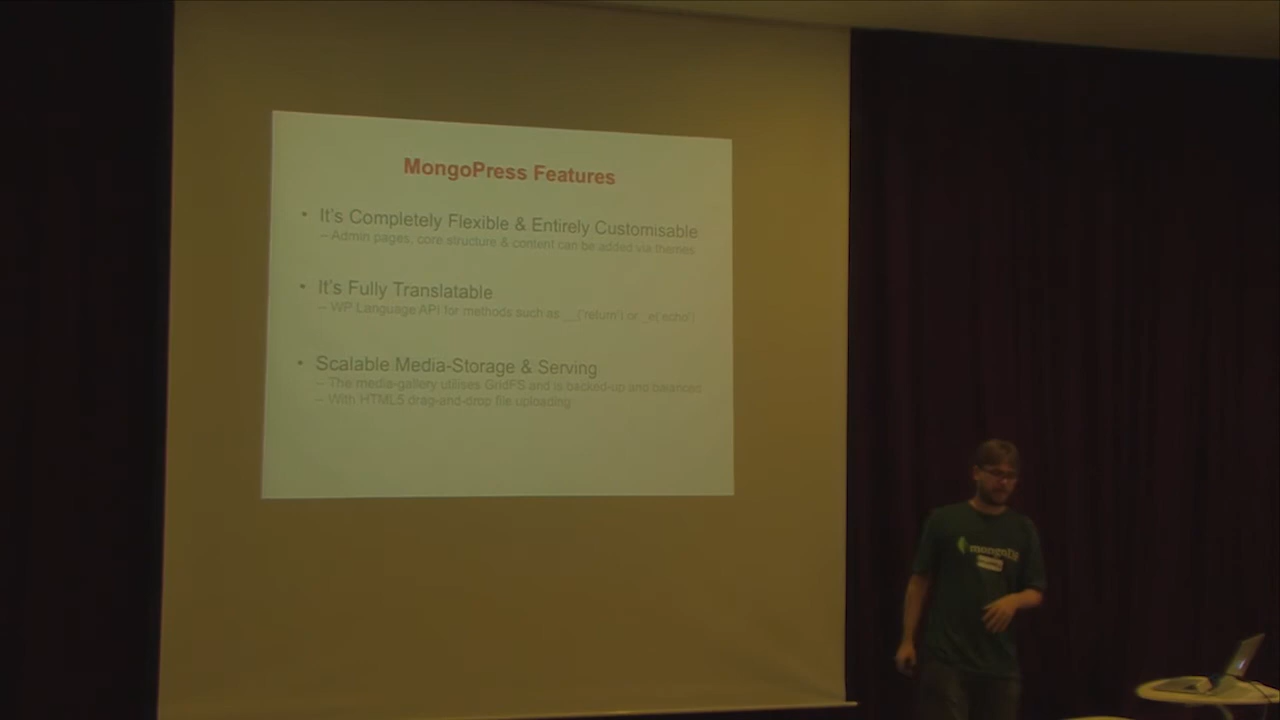 MongoPress Features
• It's Completely Flexible & Entirely Customisable
– Admin pages, core structure & content can be added via themes
• It's Fully Translatable
– WP Language API for methods such as __('return') or _e('echo')
• Scalable Media-Storage & Serving
– The media-gallery utilises GridFS and is backed-up and balanced
– With HTML5 drag-and-drop file uploading
mongoDB